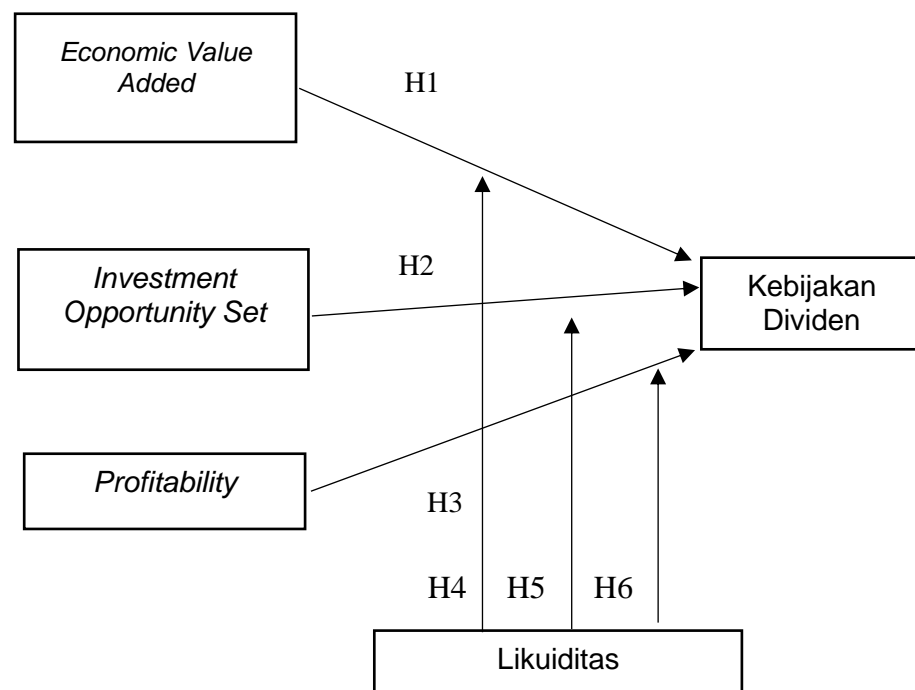 Economic Value
Added
H1
H2
Investment
Opportunity Set
Kebijakan
Dividen
Profitability
H3
H4
H5
H6
Likuiditas